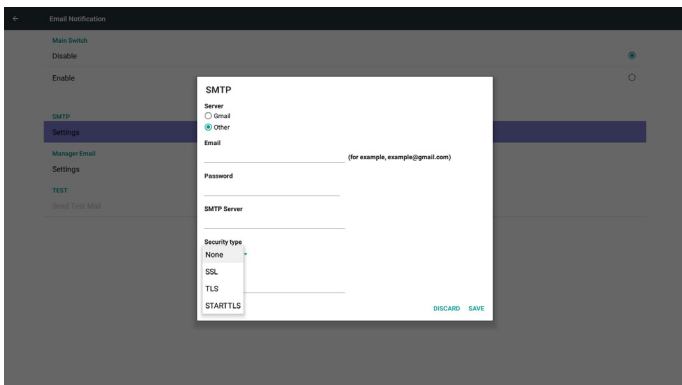 Email Notification
Main Switch
Disable
Enable
SMTP
Settings
Manager Email
Settings
TEST
Send Test Mail
SMTP
Server
Gmail
Other
Email
(for example, example@gmail.com)
Password
SMTP Server
Security type
None
SSL
TLS
STARTTLS
DISCARD SAVE